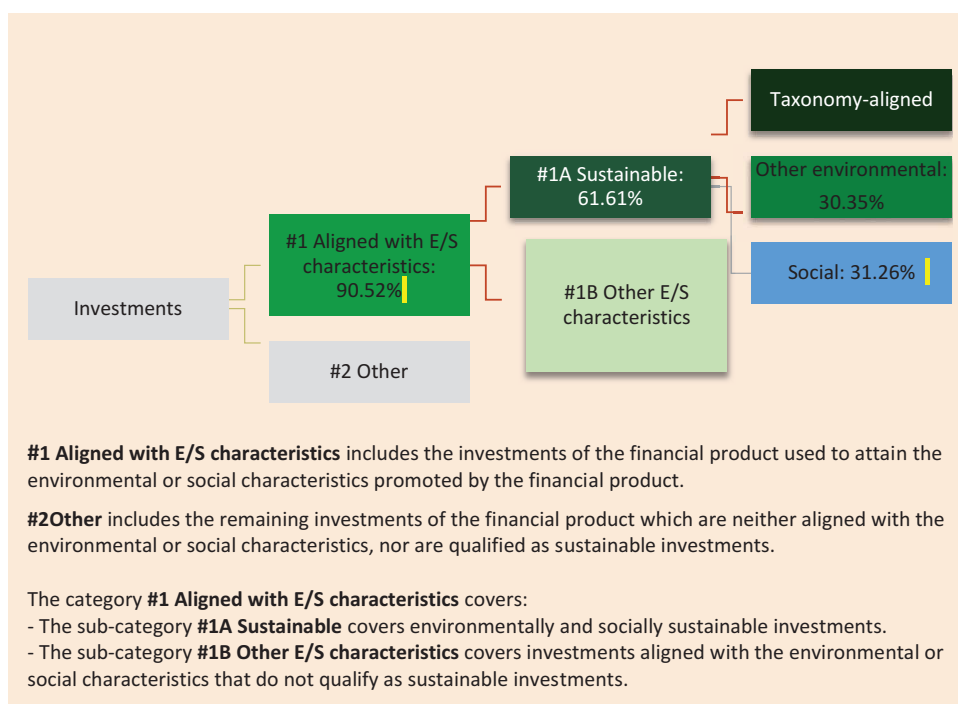 Taxonomy-aligned
#1A Sustainable:
61.61%
Other environmental:
30.35%
#1 Aligned with E/S
characteristics:
90.52%
Social: 31.26%
#1B Other E/S
characteristics
Investments
#2 Other
#1 Aligned with E/S characteristics includes the investments of the financial product used to attain the
environmental or social characteristics promoted by the financial product.
#2Other includes the remaining investments of the financial product which are neither aligned with the
environmental or social characteristics, nor are qualified as sustainable investments.
The category #1 Aligned with E/S characteristics covers:
- The sub-category #1A Sustainable covers environmentally and socially sustainable investments.
- The sub-category #1B Other E/S characteristics covers investments aligned with the environmental or
social characteristics that do not qualify as sustainable investments.